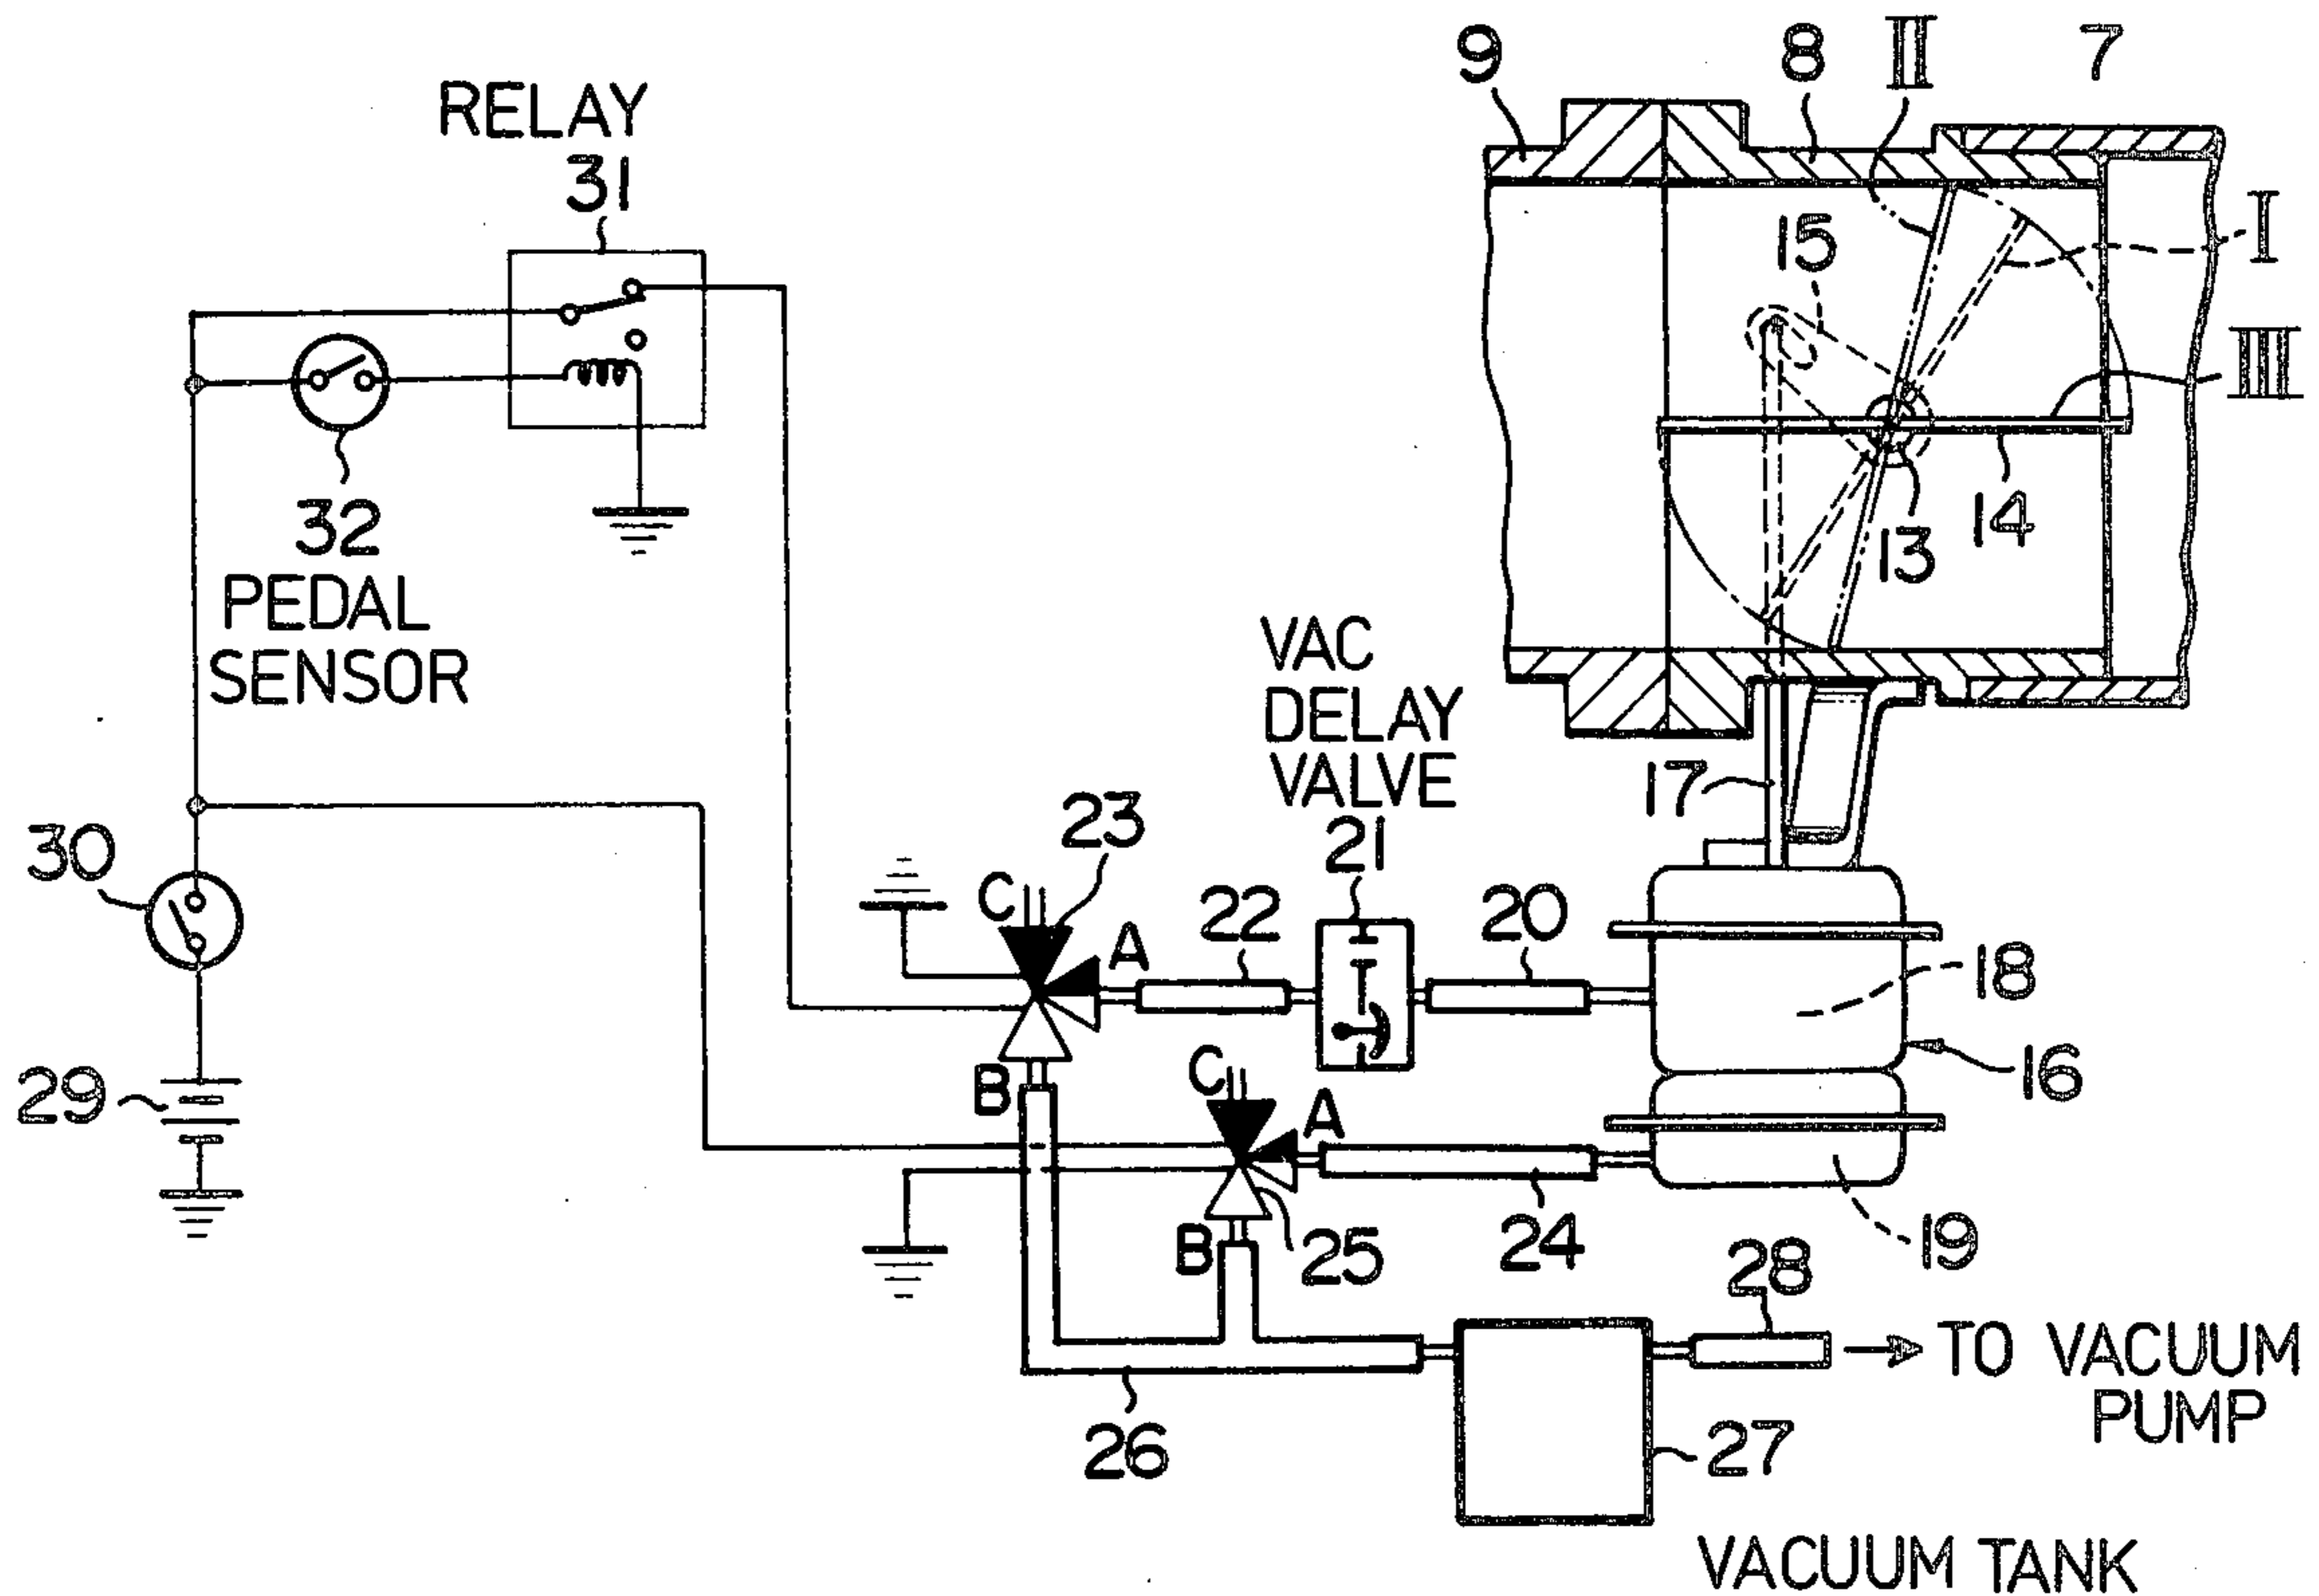 9
8
II
7
RELAY
31
15
I
III
32
PEDAL
SENSOR
13
14
VAC
DELAY
VALVE
21
17
30
23
C
A
22
20
18
B
29
C
A
16
B
25
24
19
28
TO VACUUM
PUMP
26
27
VACUUM TANK